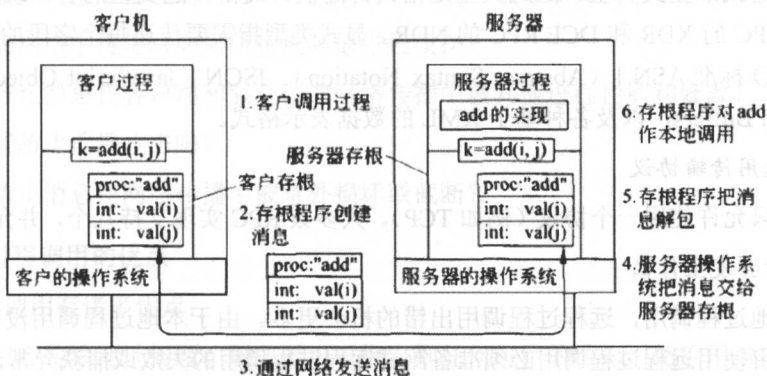 客户机
服务器
客户过程
服务器过程
1.客户调用过程
add的实现
6.存根程序对add
作本地调用
k=add(i, j)
服务器存根
k=add(i, j)
proc:"add"
int: val(i)
int: val(j)
客户存根
2.存根程序创建
消息
proc:"add"
int: val(i)
int: val(j)
5.存根程序把消
息解包
客户的操作系统
proc:"add"
int: val(i)
int: val(j)
服务器的操作系统
4.服务器操作系
统把消息交给
服务器存根
3.通过网络发送消息